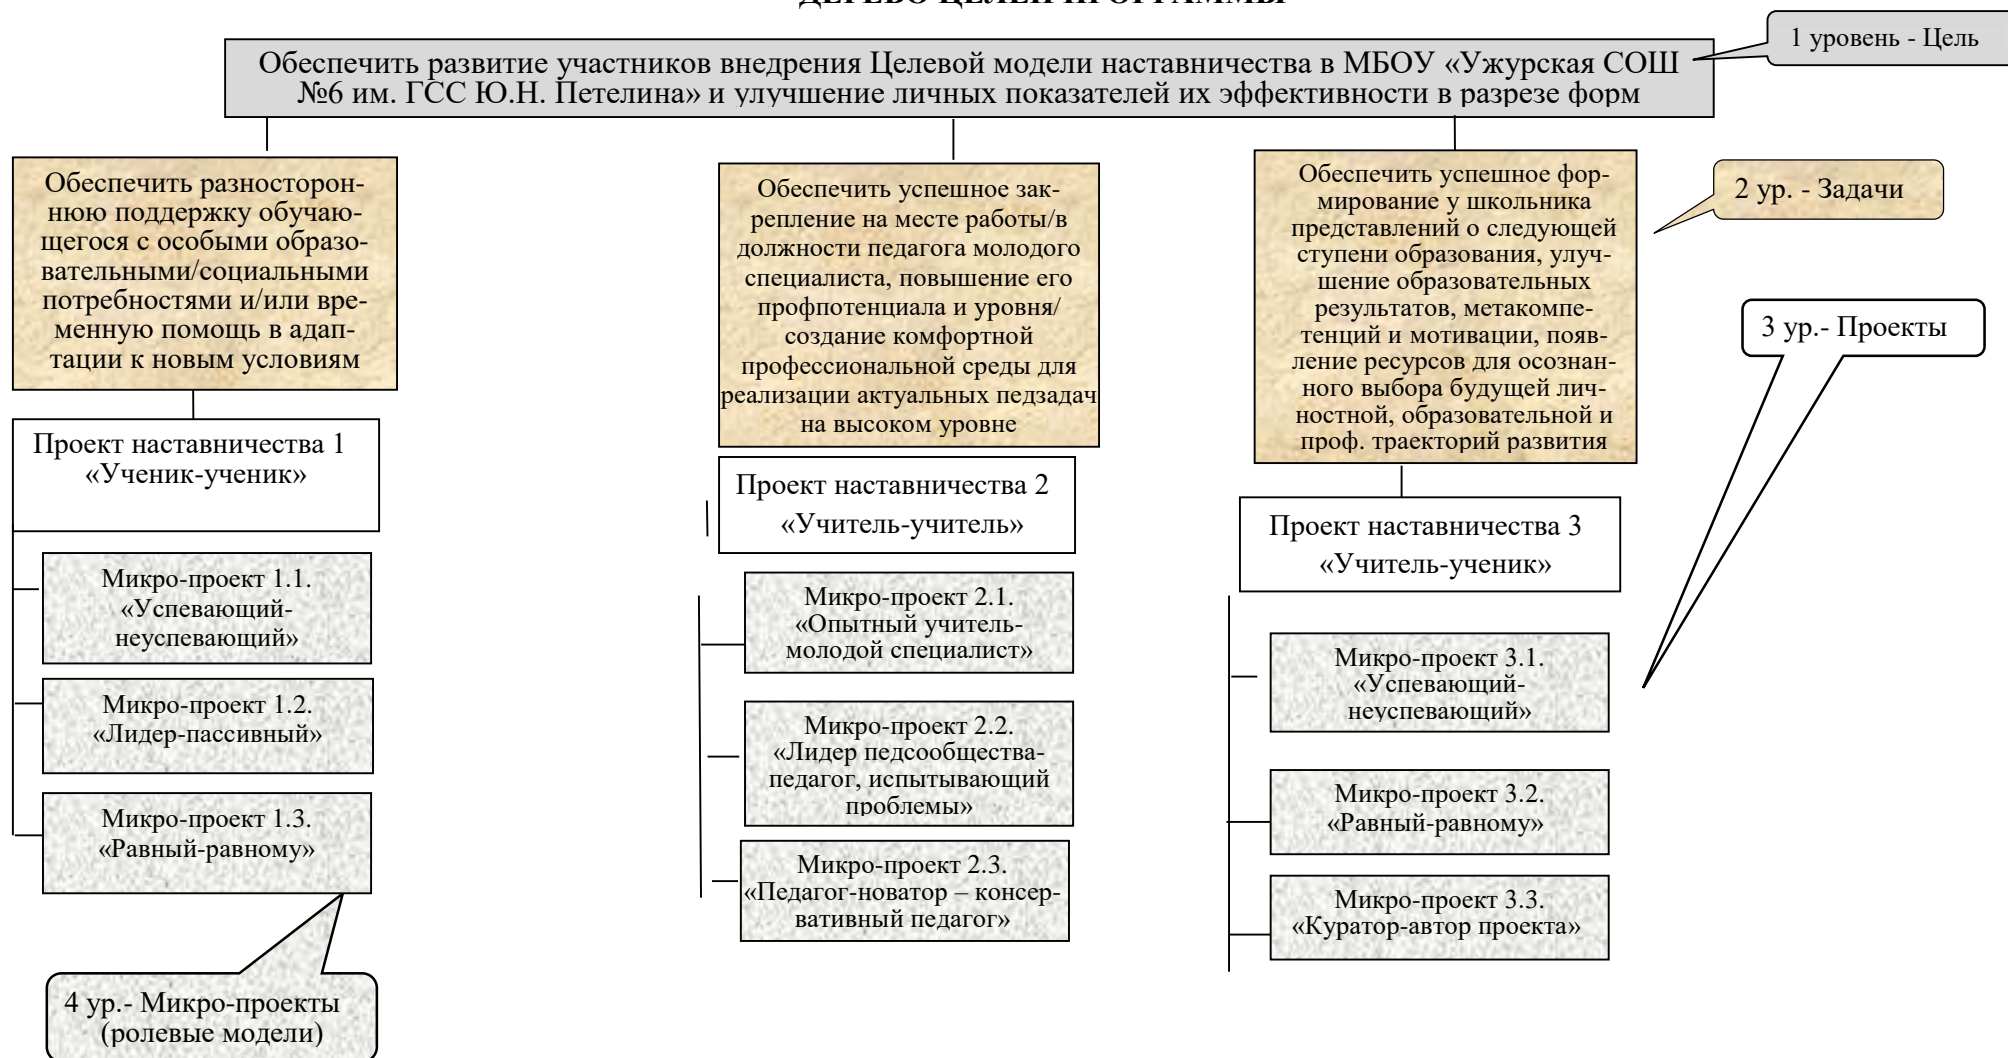 ДЕРЕВО ЦЕЛЕЙ ПРОГРАММЫ
1 уровень - Цель
Обеспечить развитие участников внедрения Целевой модели наставничества в МБОУ «Ужурская СОШ
№6 им. ГСС Ю.Н. Петелина» и улучшение личных показателей их эффективности в разрезе форм
Обеспечить разносторон-
нюю поддержку обучаю-
щегося с особыми образо-
вательными/социальными
потребностями и/или вре-
менную помощь в адап-
тации к новым условиям
Обеспечить успешное зак-
репление на месте работы/в
должности педагога молодого
специалиста, повышение его
профпотенциала и уровня/
создание комфортной
профессиональной среды для
реализации актуальных педзадач
на высоком уровне
Обеспечить успешное фор-
мирование у школьника
представлений о следующей
ступени образования, улуч-
шение образовательных
результатов, метакомпе-
тенций и мотивации, появ-
ление ресурсов для осознан-
ного выбора будущей лич-
ностной, образовательной и
проф. траекторий развития
2 ур. - Задачи
3 ур.- Проекты
Проект наставничества 1
«Ученик-ученик»
Проект наставничества 2
«Учитель-учитель»
Проект наставничества 3
«Учитель-ученик»
Микро-проект 1.1.
«Успевающий-
неуспевающий»
Микро-проект 1.2.
«Лидер-пассивный»
Микро-проект 1.3.
«Равный-равному»
Микро-проект 2.1.
«Опытный учитель-
молодой специалист»
Микро-проект 2.2.
«Лидер педсообщества-
педагог, испытывающий
проблемы»
Микро-проект 2.3.
«Педагог-новатор – консер-
вативный педагог»
Микро-проект 3.1.
«Успевающий-
неуспевающий»
Микро-проект 3.2.
«Равный-равному»
Микро-проект 3.3.
«Куратор-автор проекта»
4 ур.- Микро-проекты
(ролевые модели)